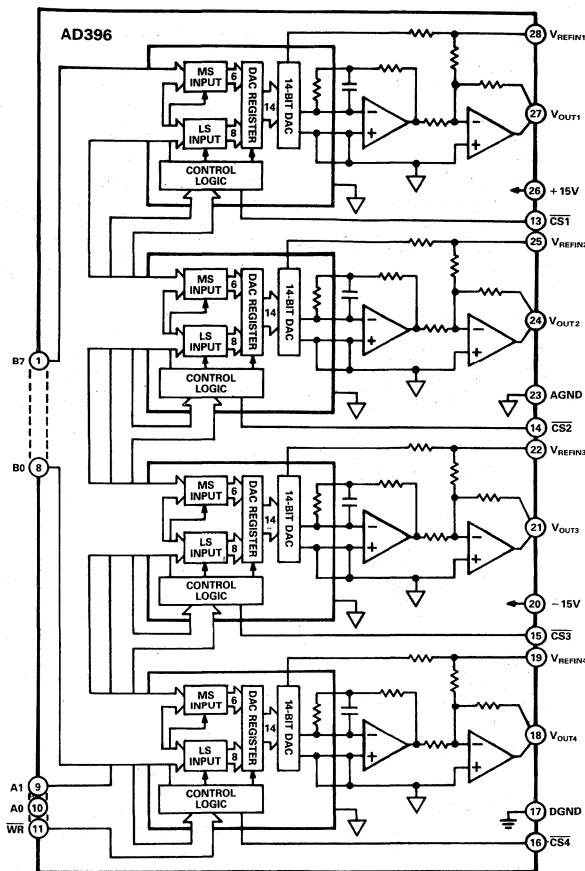 AD396
28 VREFIN1
MS INPUT
6
DAC REGISTER
14
14-BIT DAC
LS INPUT
8
CONTROL LOGIC
−
+
−
+
27 VOUT1
26 +15V
13 CS1
25 VREFIN2
MS INPUT
6
DAC REGISTER
14
14-BIT DAC
LS INPUT
8
CONTROL LOGIC
−
+
−
+
24 VOUT2
B7 1
23 AGND
14 CS2
22 VREFIN3
B0 8
MS INPUT
6
DAC REGISTER
14
14-BIT DAC
LS INPUT
8
CONTROL LOGIC
−
+
−
+
21 VOUT3
20 −15V
15 CS3
19 VREFIN4
MS INPUT
6
DAC REGISTER
14
14-BIT DAC
LS INPUT
8
CONTROL LOGIC
−
+
−
+
18 VOUT4
A1 9
A0 10
WR 11
17 DGND
16 CS4